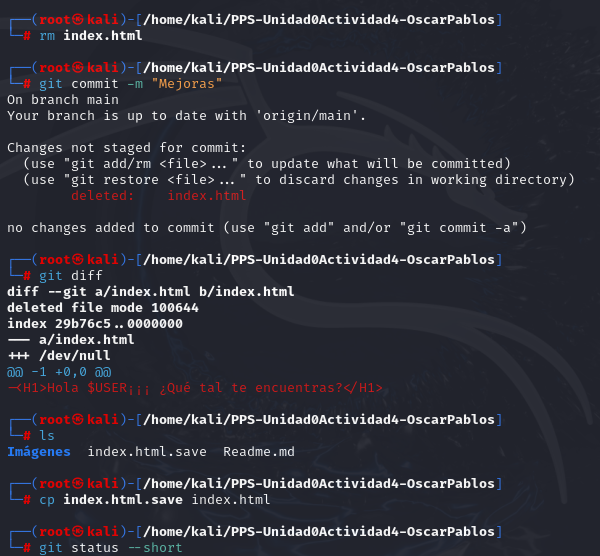 ┌──(root㉿kali)-[/home/kali/PPS-Unidad0Actividad4-OscarPablos]
└─# rm index.html
┌──(root㉿kali)-[/home/kali/PPS-Unidad0Actividad4-OscarPablos]
└─# git commit -m "Mejoras"
On branch main
Your branch is up to date with 'origin/main'.
Changes not staged for commit:
  (use "git add/rm <file>..." to update what will be committed)
  (use "git restore <file>..." to discard changes in working directory)
        deleted:    index.html
no changes added to commit (use "git add" and/or "git commit -a")
┌──(root㉿kali)-[/home/kali/PPS-Unidad0Actividad4-OscarPablos]
└─# git diff
diff --git a/index.html b/index.html
deleted file mode 100644
index 29b76c5..0000000
--- a/index.html
+++ /dev/null
@@ -1 +0,0 @@
-<H1>Hola $USER¡¡¡ ¿Qué tal te encuentras?</H1>
┌──(root㉿kali)-[/home/kali/PPS-Unidad0Actividad4-OscarPablos]
└─# ls
Imágenes  index.html.save  Readme.md
┌──(root㉿kali)-[/home/kali/PPS-Unidad0Actividad4-OscarPablos]
└─# cp index.html.save index.html
┌──(root㉿kali)-[/home/kali/PPS-Unidad0Actividad4-OscarPablos]
└─# git status --short